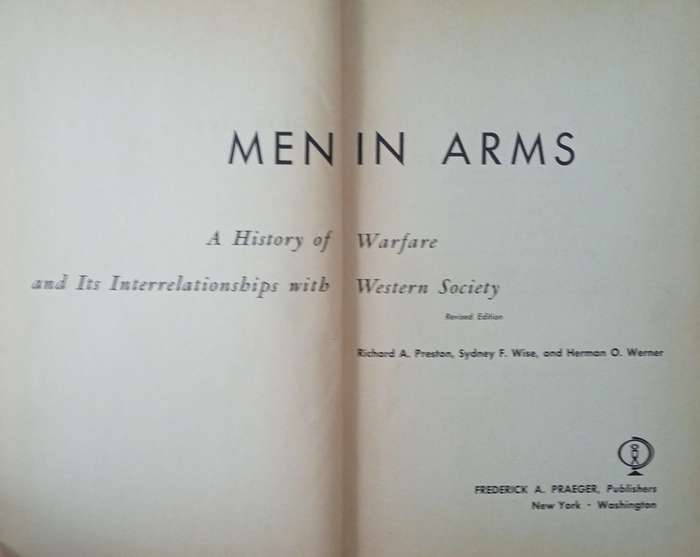 MEN IN ARMS
A History of Warfare
and Its Interrelationships with Western Society
Revised Edition
Richard A. Preston, Sydney F. Wise, and Herman O. Werner
FREDERICK A. PRAEGER, Publishers
New York • Washington